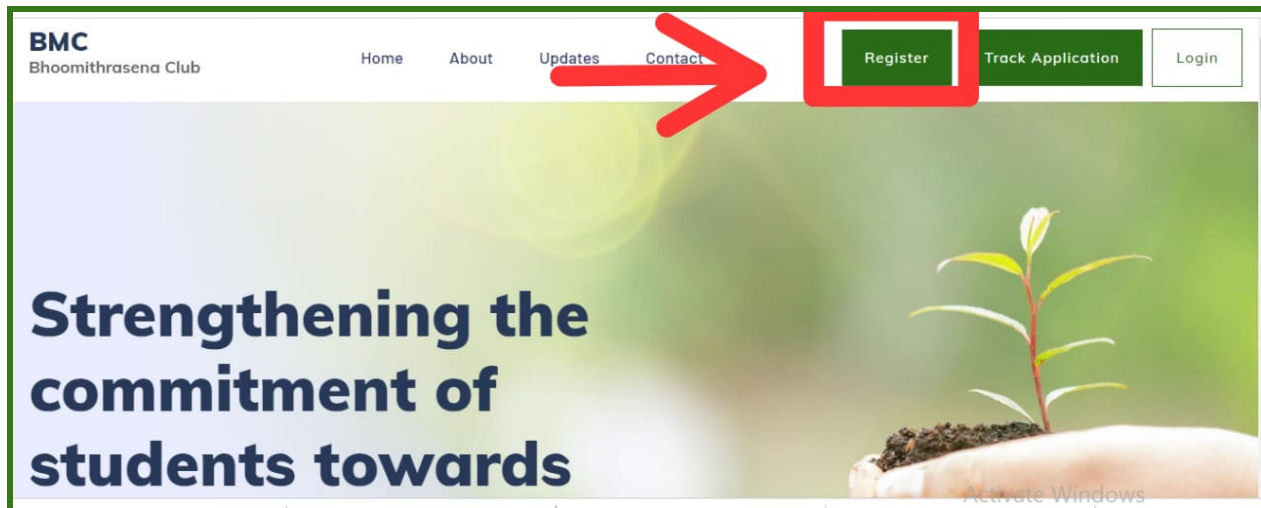 BMC
Bhoomithrasena Club
Home About Updates Contact Register Track Application Login
Strengthening the
commitment of
students towards
Activate Windows